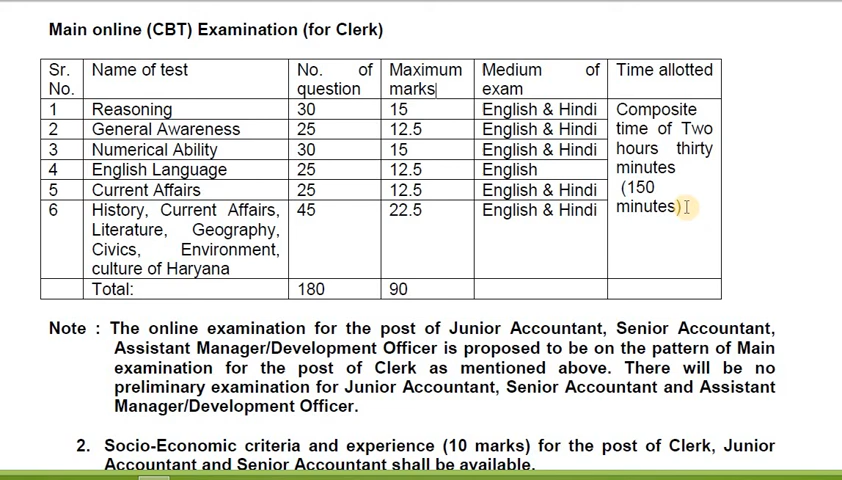 Main online (CBT) Examination (for Clerk)
Sr. Name of test No. of Maximum Medium of Time allotted
No. question marks exam
1 Reasoning 30 15 English & Hindi Composite
2 General Awareness 25 12.5 English & Hindi time of Two
3 Numerical Ability 30 15 English & Hindi hours thirty
4 English Language 25 12.5 English minutes
5 Current Affairs 25 12.5 English & Hindi (150
6 History, Current Affairs, 45 22.5 English & Hindi minutes)
Literature, Geography,
Civics, Environment,
culture of Haryana
Total: 180 90
Note : The online examination for the post of Junior Accountant, Senior Accountant,
Assistant Manager/Development Officer is proposed to be on the pattern of Main
examination for the post of Clerk as mentioned above. There will be no
preliminary examination for Junior Accountant, Senior Accountant and Assistant
Manager/Development Officer.
2. Socio-Economic criteria and experience (10 marks) for the post of Clerk, Junior
Accountant and Senior Accountant shall be available.